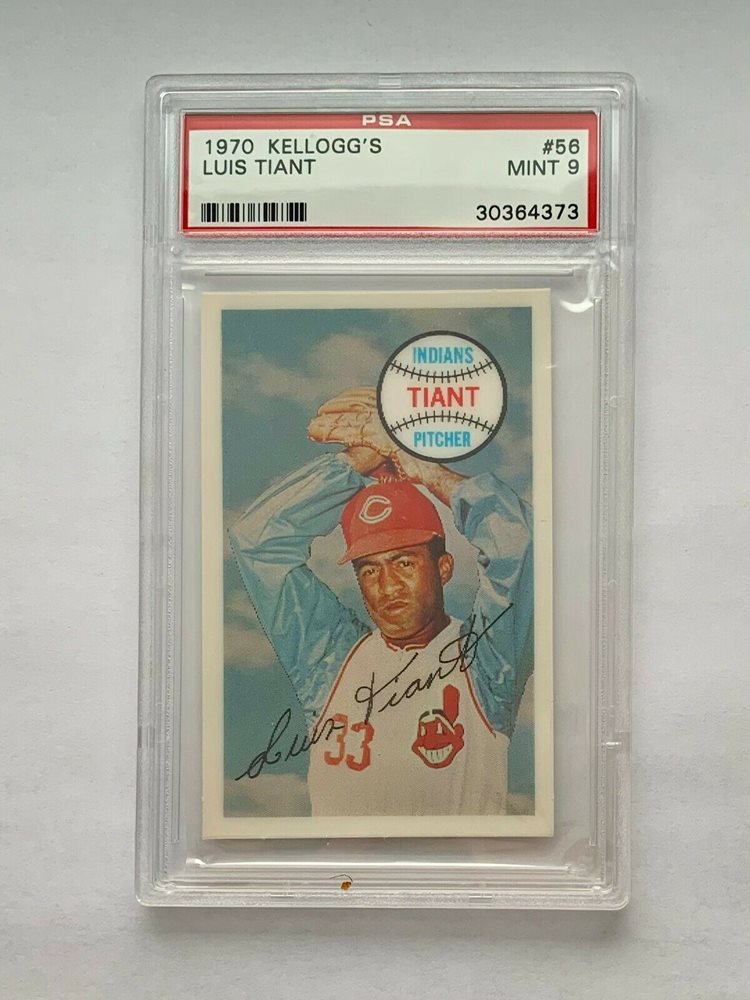 PSA
1970 KELLOGG'S #56
LUIS TIANT MINT 9
30364373
INDIANS
TIANT
PITCHER
C
Luis Tiant
33